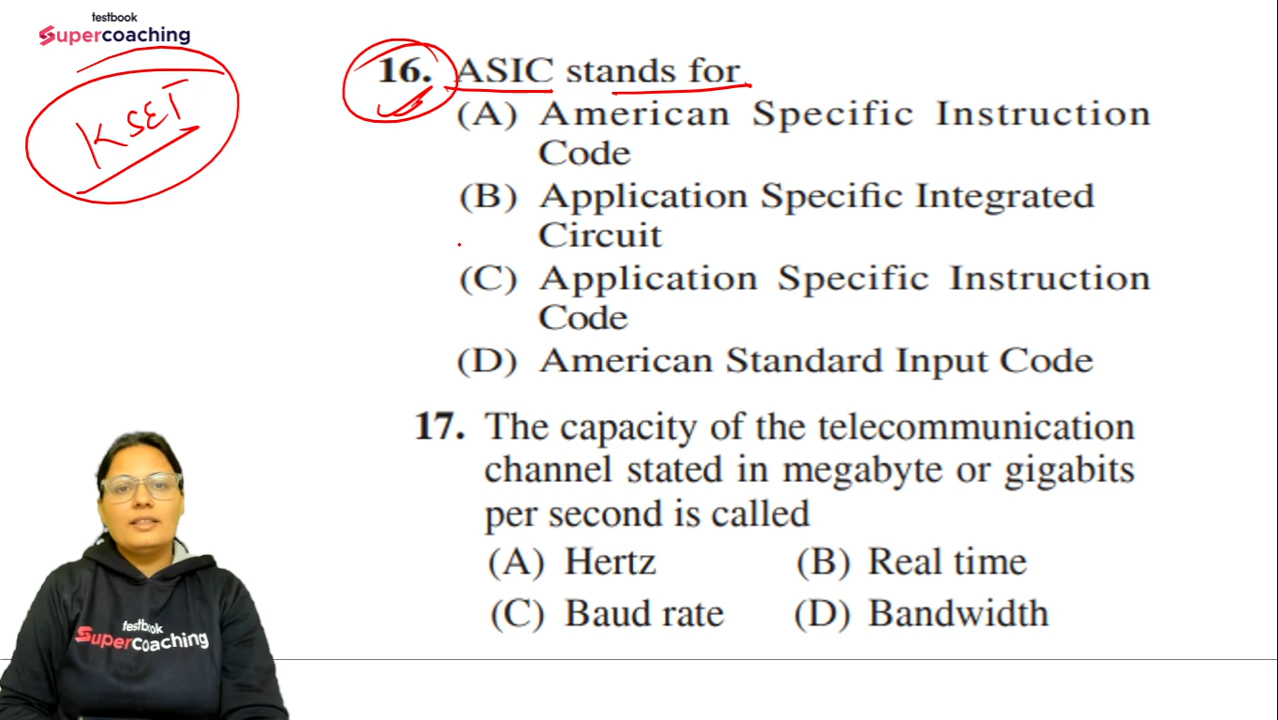 testbook
Supercoaching
KSET
16. ASIC stands for
(A) American Specific Instruction
Code
(B) Application Specific Integrated
Circuit
(C) Application Specific Instruction
Code
(D) American Standard Input Code
17. The capacity of the telecommunication
channel stated in megabyte or gigabits
per second is called
(A) Hertz (B) Real time
(C) Baud rate (D) Bandwidth
testbook
Supercoaching